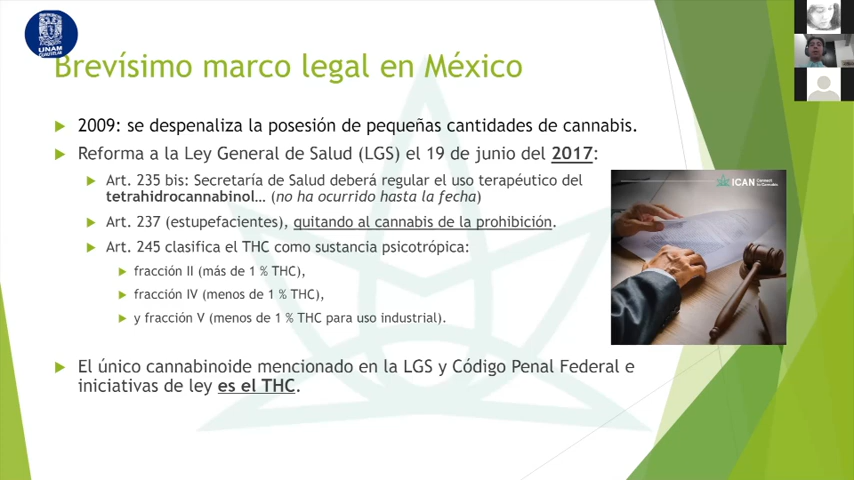 UNAM
Brevísimo marco legal en México
2009: se despenaliza la posesión de pequeñas cantidades de cannabis.
Reforma a la Ley General de Salud (LGS) el 19 de junio del 2017:
Art. 235 bis: Secretaría de Salud deberá regular el uso terapéutico del
tetrahidrocannabinol… (no ha ocurrido hasta la fecha)
Art. 237 (estupefacientes), quitando al cannabis de la prohibición.
Art. 245 clasifica el THC como sustancia psicotrópica:
fracción II (más de 1 % THC),
fracción IV (menos de 1 % THC),
y fracción V (menos de 1 % THC para uso industrial).
ICAN Connect to Cannabis
El único cannabinoide mencionado en la LGS y Código Penal Federal e
iniciativas de ley es el THC.